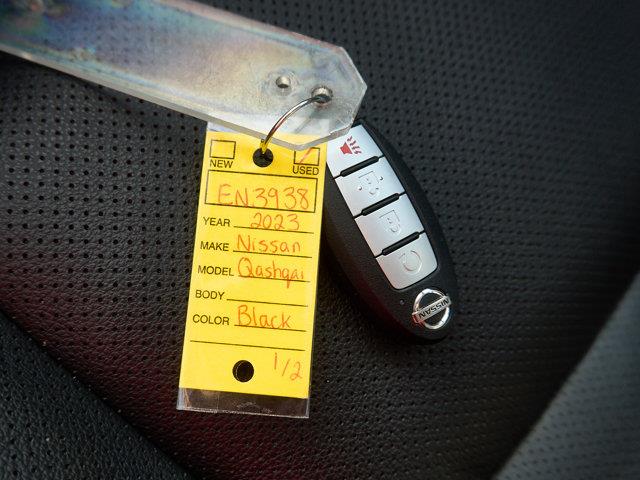 NEW
USED
EN3938
YEAR 2023
MAKE Nissan
MODEL Qashqai
BODY
COLOR Black
1/2
NISSAN